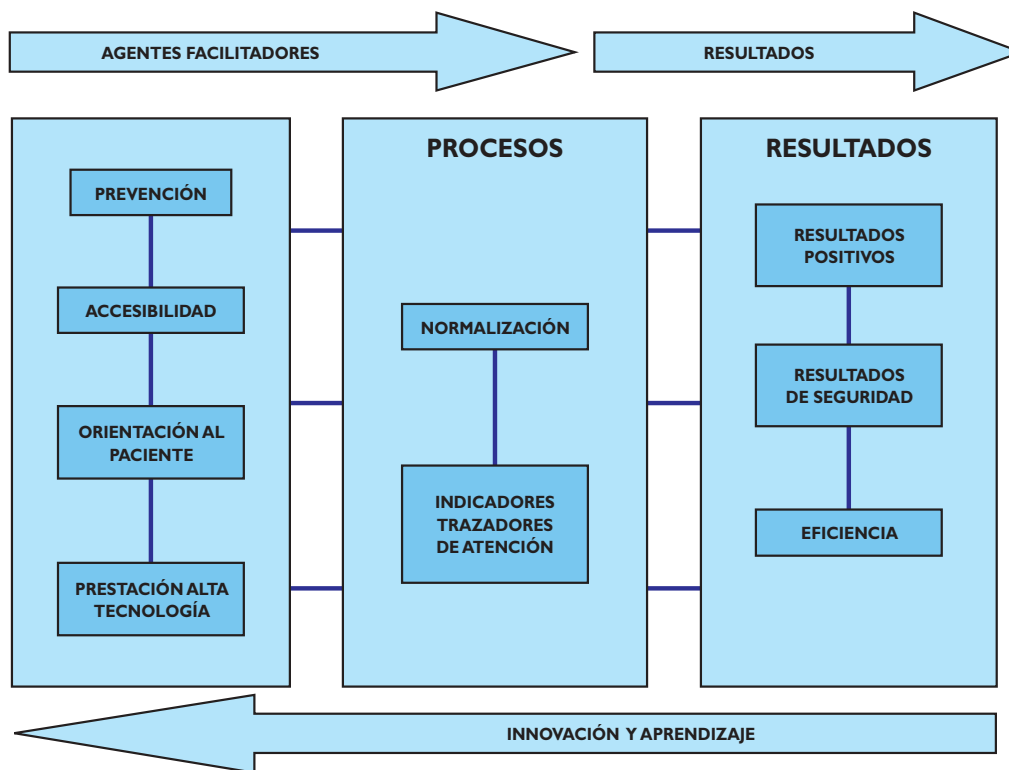 AGENTES FACILITADORES
RESULTADOS
PREVENCIÓN
ACCESIBILIDAD
ORIENTACIÓN AL
PACIENTE
PRESTACIÓN ALTA
TECNOLOGÍA
PROCESOS
NORMALIZACIÓN
INDICADORES
TRAZADORES
DE ATENCIÓN
RESULTADOS
RESULTADOS
POSITIVOS
RESULTADOS
DE SEGURIDAD
EFICIENCIA
INNOVACIÓN Y APRENDIZAJE